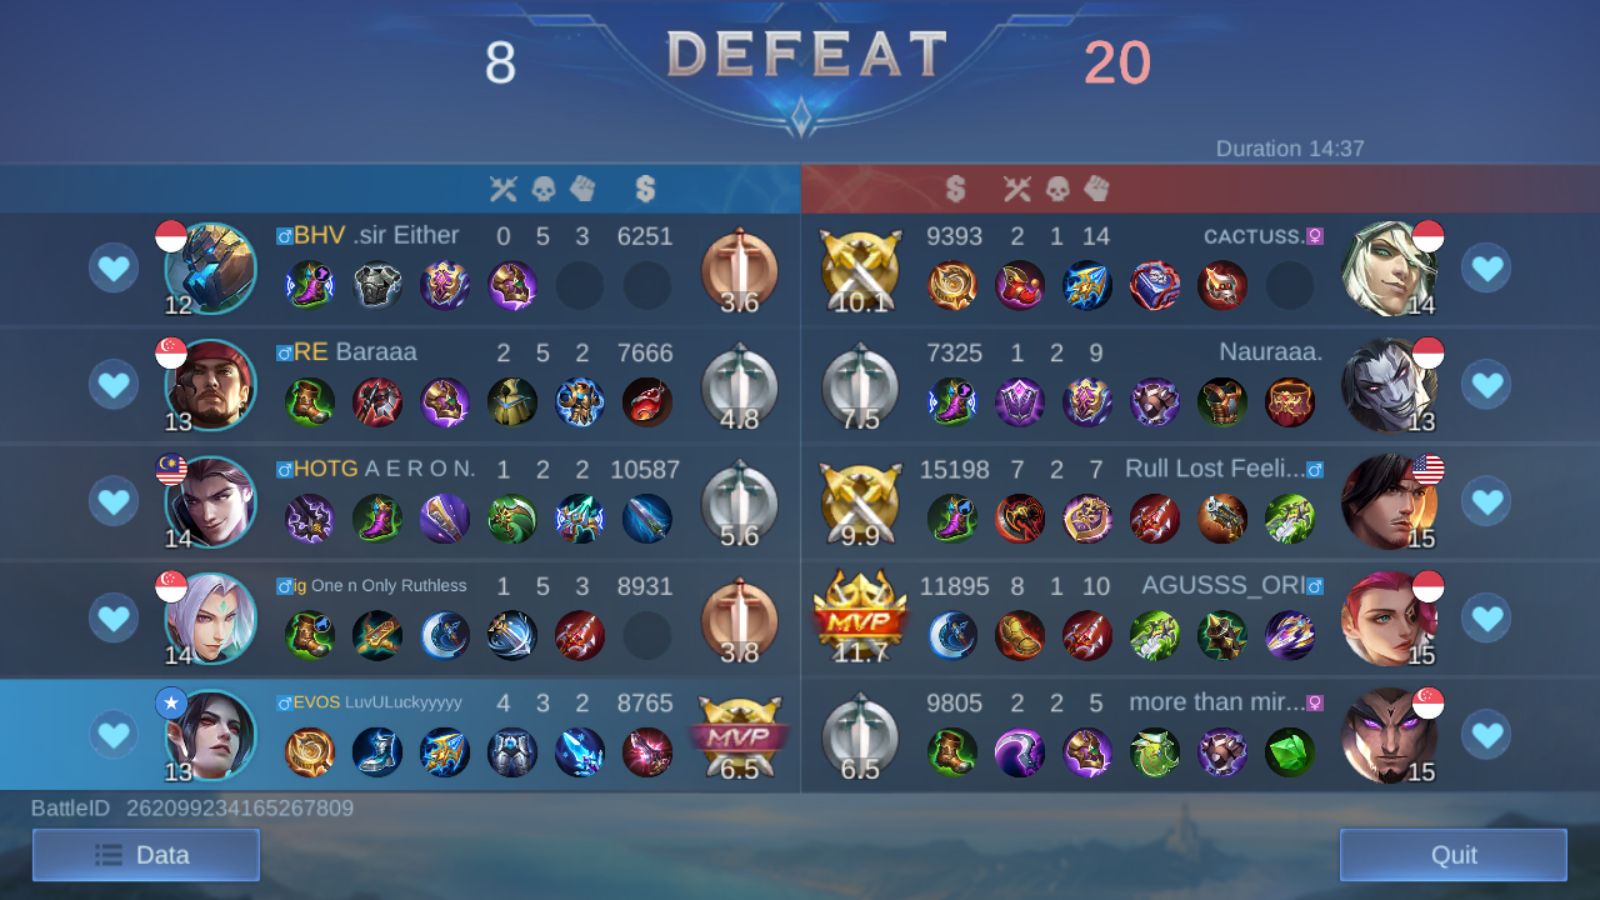 8 DEFEAT 20
Duration 14:37
BHV .sir Either 0 5 3 6251
12 3.6
9393 2 1 14 CACTUSS.
10.1 14
RE Baraaa 2 5 2 7666
13 4.8
7325 1 2 9 Nauraaa.
7.5 13
HOTG A E R O N. 1 2 2 10587
14 5.6
15198 7 2 7 Rull Lost Feeli...
9.9 15
ig One n Only Ruthless 1 5 3 8931
14 3.8
11895 8 1 10 AGUSSS_ORI
MVP 11.7 15
EVOS LuvULuckyyyyy 4 3 2 8765
13 MVP 6.5
9805 2 2 5 more than mir...
6.5 15
BattleID 262099234165267809
Data Quit